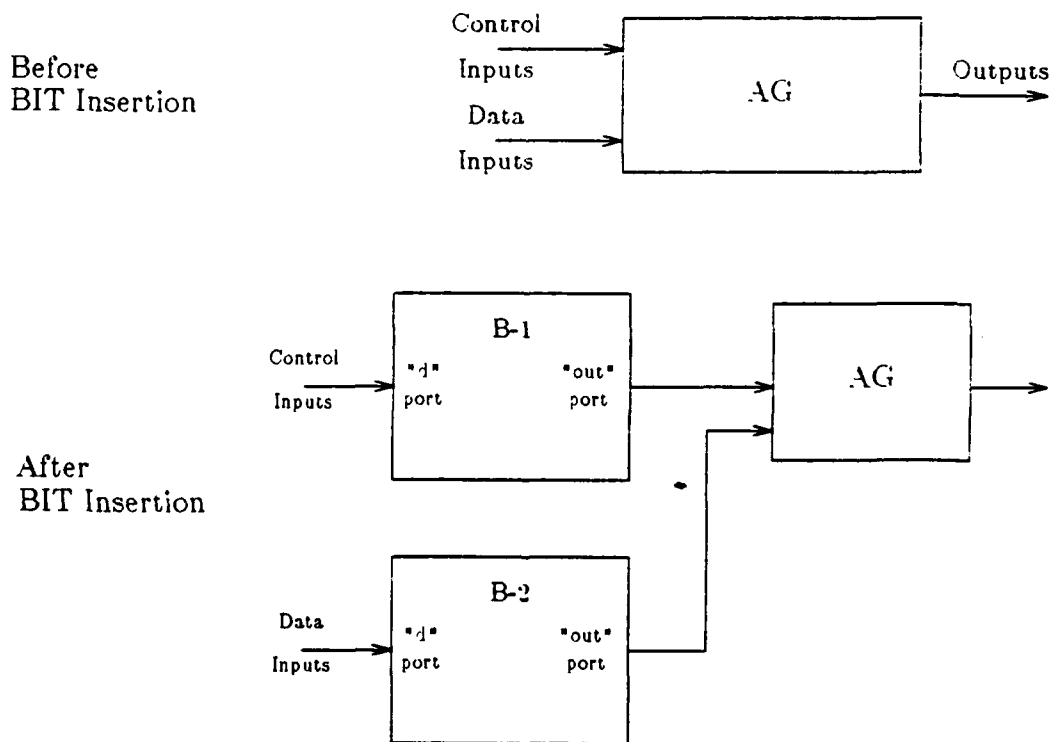 Before
BIT Insertion
Control
Inputs
Data
Inputs
AG
Outputs
After
BIT Insertion
Control
Inputs
B-1
"d"
port
"out"
port
AG
Data
Inputs
B-2
"d"
port
"out"
port